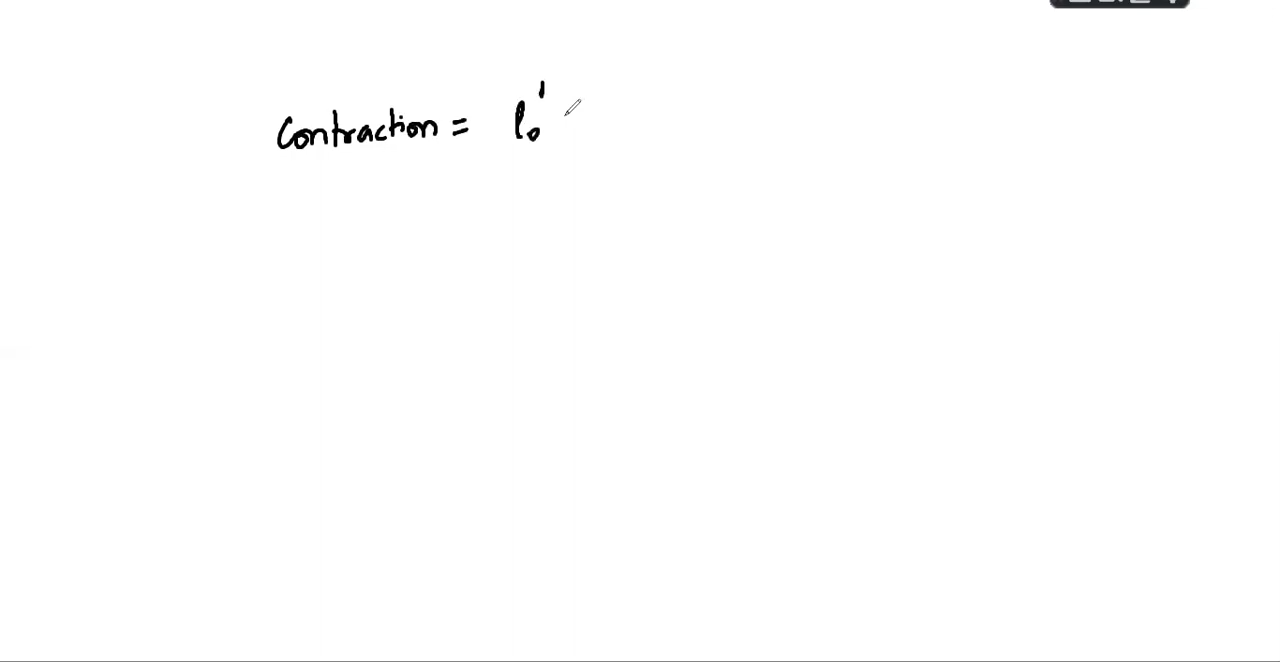 Contraction = l₀'